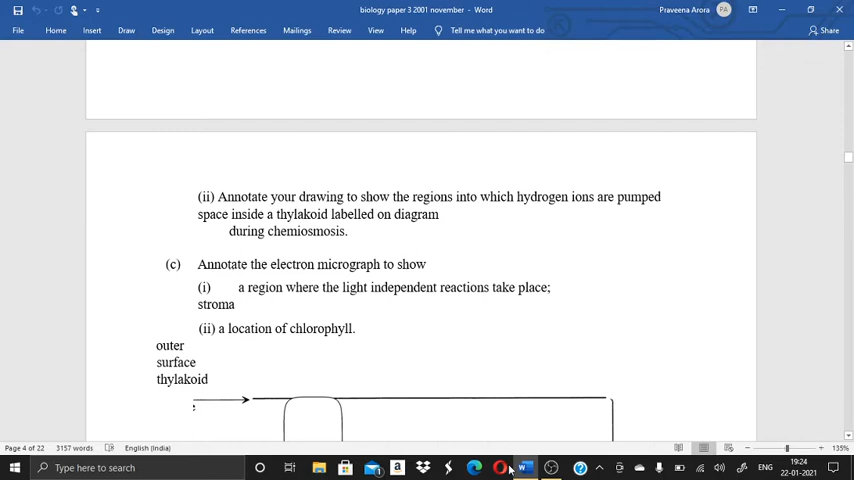 biology paper 3 2001 november - Word
Praveena Arora PA
File Home Insert Draw Design Layout References Mailings Review View Help Tell me what you want to do Share
(ii) Annotate your drawing to show the regions into which hydrogen ions are pumped
space inside a thylakoid labelled on diagram
during chemiosmosis.
(c) Annotate the electron micrograph to show
(i) a region where the light independent reactions take place;
stroma
(ii) a location of chlorophyll.
outer
surface
thylakoid
e
Page 4 of 22 3157 words English (India) 135%
Type here to search ENG 19:24
22-01-2021